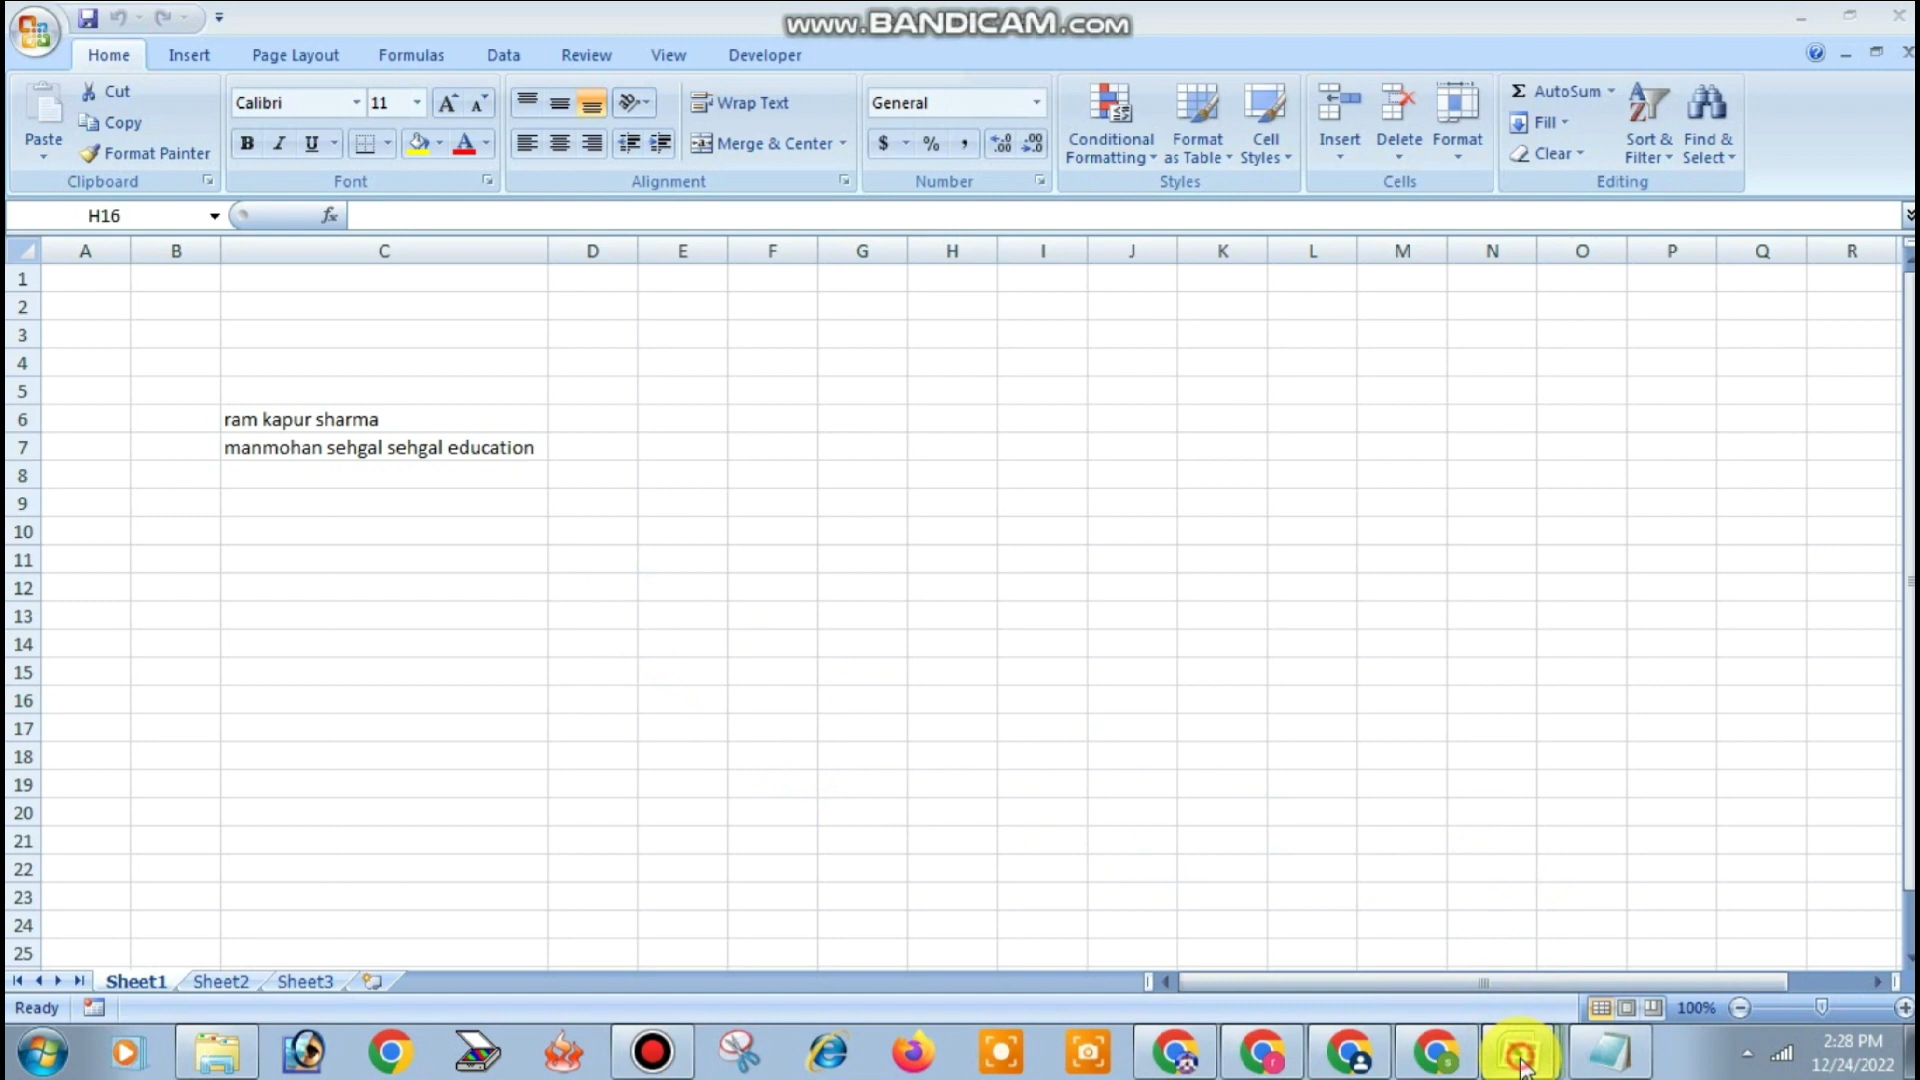 www.BANDICAM.com
Home Insert Page Layout Formulas Data Review View Developer
Cut
Copy
Format Painter
Paste
Clipboard
Calibri 11
B I U
Font
Wrap Text
Merge & Center
Alignment
General
$ % ,
Number
Conditional Formatting
Format as Table
Cell Styles
Styles
Insert Delete Format
Cells
Σ AutoSum
Fill
Clear
Sort & Filter
Find & Select
Editing
H16 fx
A B C D E F G H I J K L M N O P Q R
1
2
3
4
5
6 ram kapur sharma
7 manmohan sehgal sehgal education
8
9
10
11
12
13
14
15
16
17
18
19
20
21
22
23
24
25
Sheet1 Sheet2 Sheet3
Ready 100%
2:28 PM
12/24/2022